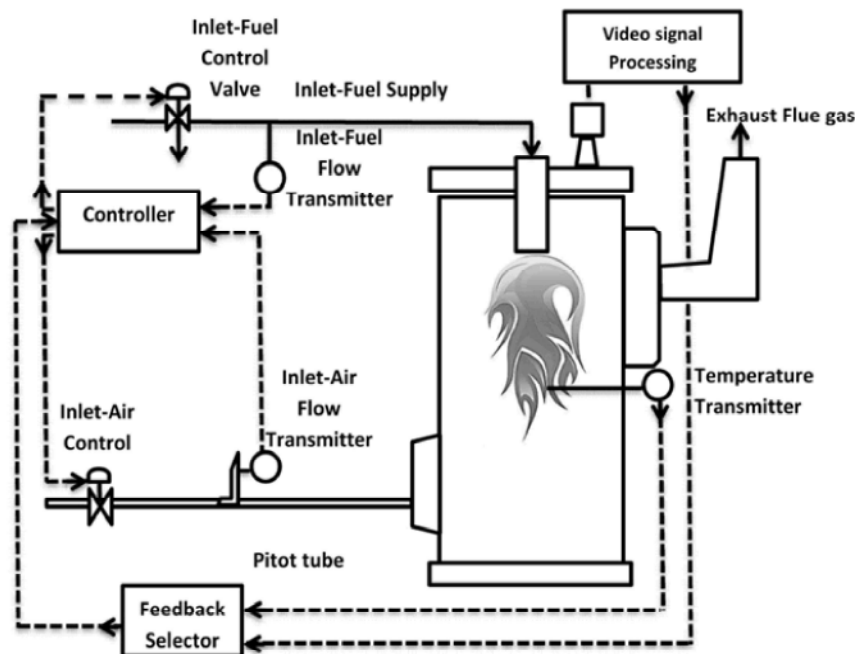 Inlet-Fuel
Control
Valve
Video signal
Processing
Inlet-Fuel Supply
Exhaust Flue gas
Inlet-Fuel
Flow
Transmitter
Controller
Inlet-Air
Flow
Transmitter
Inlet-Air
Control
Temperature
Transmitter
Pitot tube
Feedback
Selector